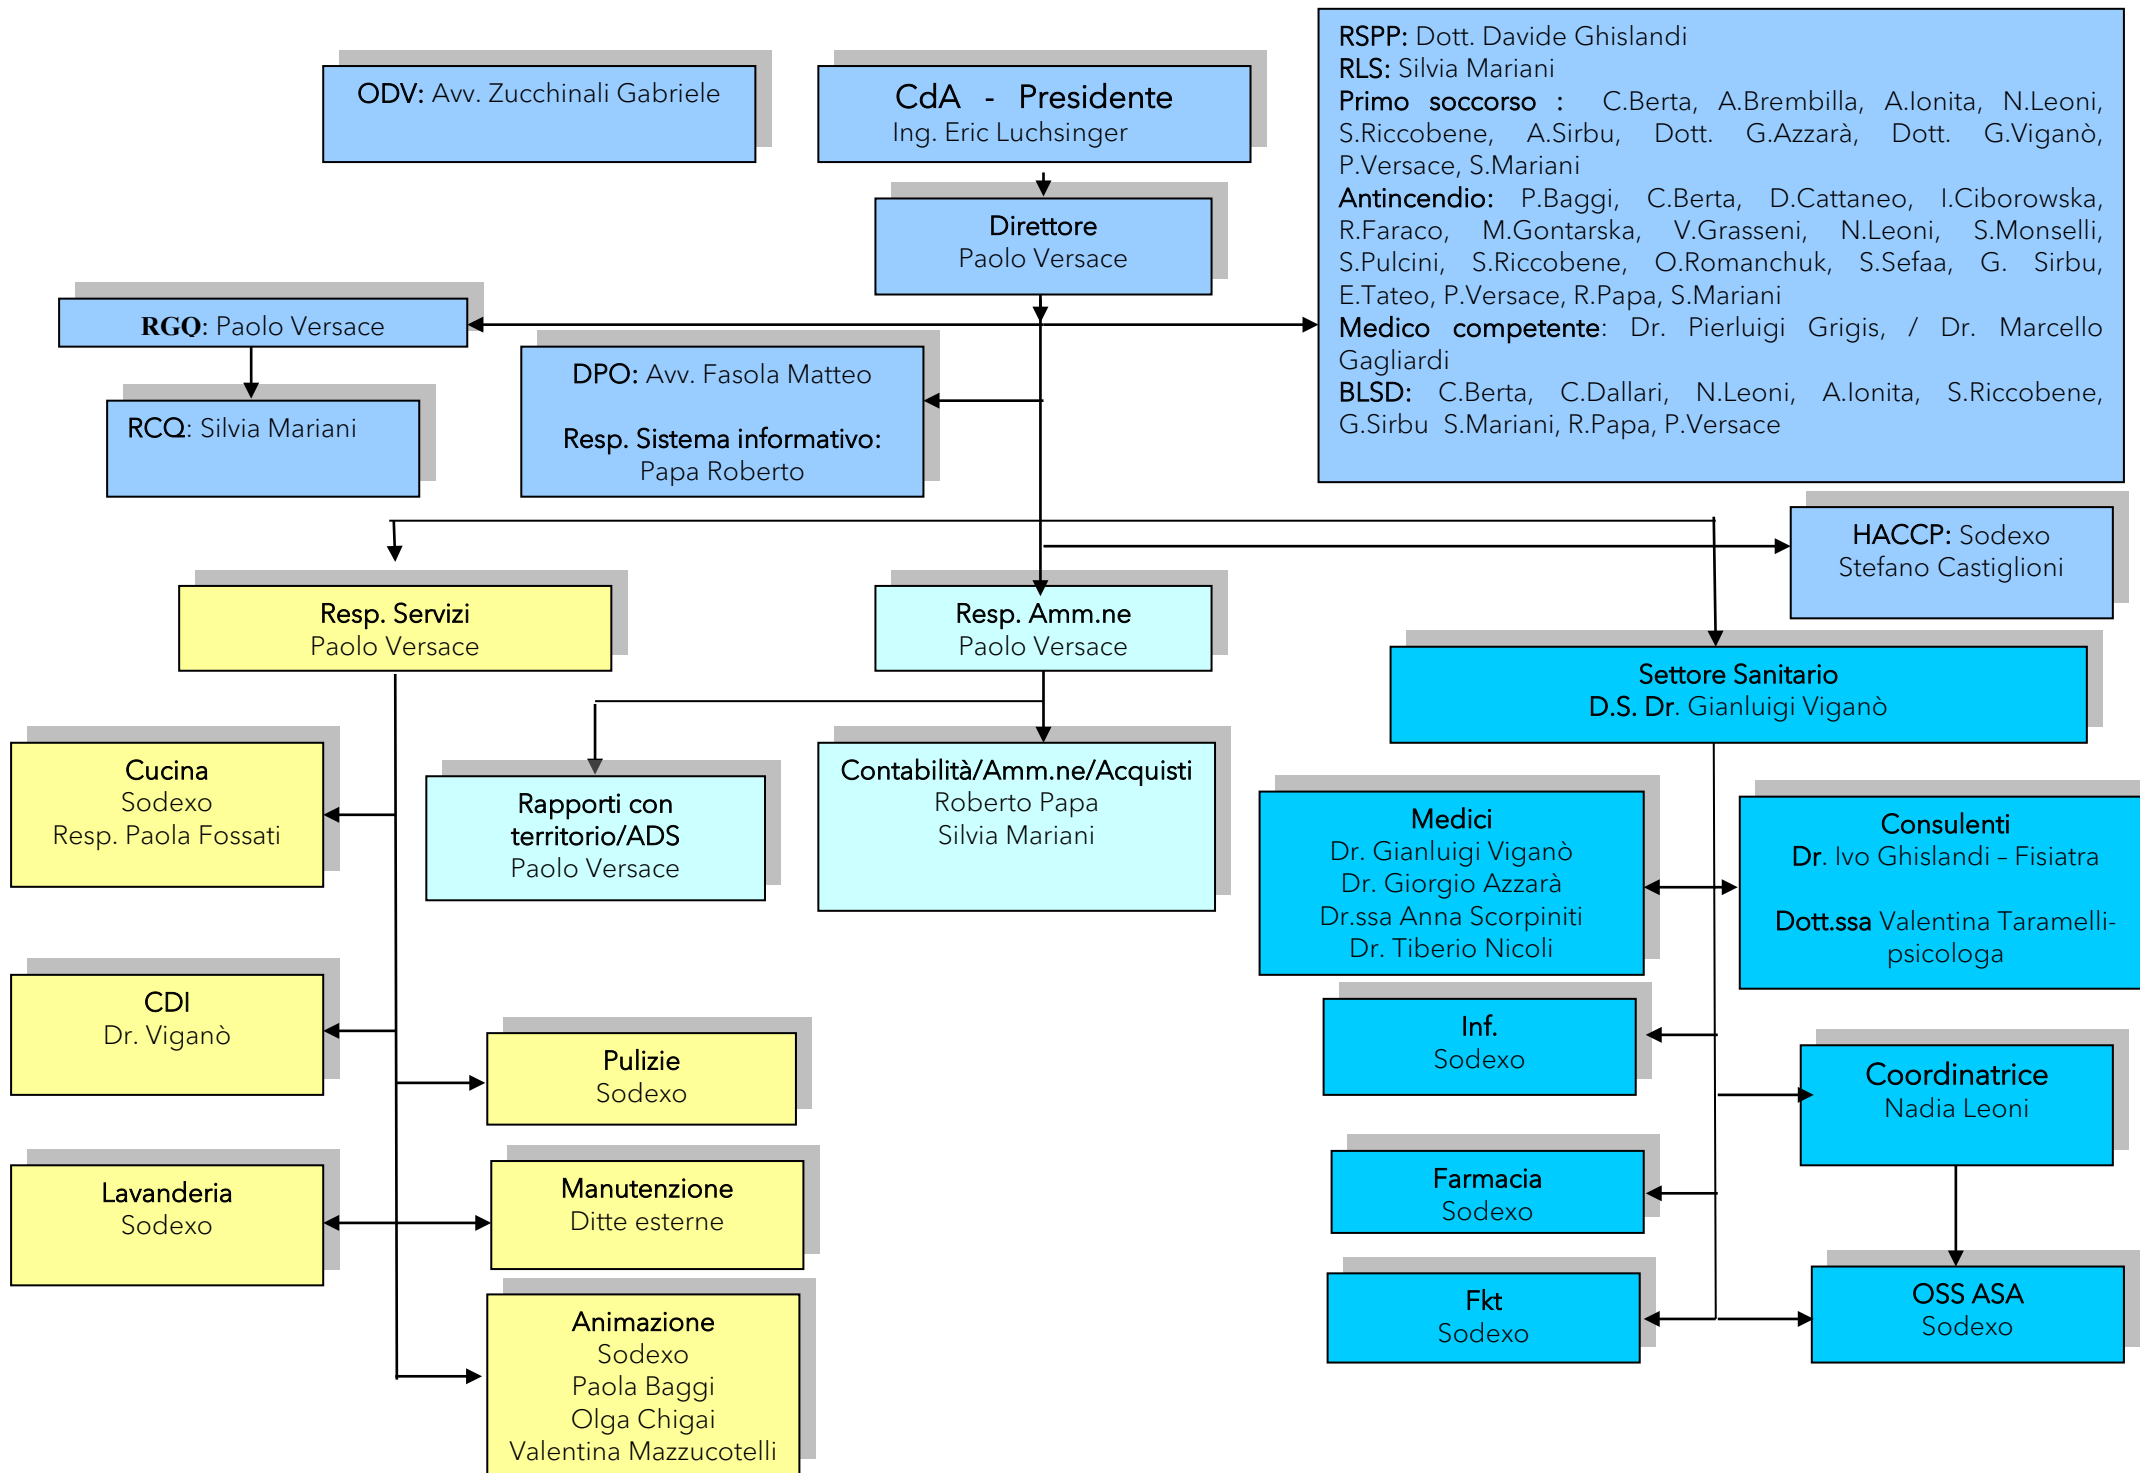 ODV: Avv. Zucchinali Gabriele
CdA - Presidente
Ing. Eric Luchsinger
RSPP: Dott. Davide Ghislandi
RLS: Silvia Mariani
Primo soccorso : C.Berta, A.Brembilla, A.Ionita, N.Leoni,
S.Riccobene, A.Sirbu, Dott. G.Azzarà, Dott. G.Viganò,
P.Versace, S.Mariani
Antincendio: P.Baggi, C.Berta, D.Cattaneo, I.Ciborowska,
R.Faraco, M.Gontarska, V.Grasseni, N.Leoni, S.Monselli,
S.Pulcini, S.Riccobene, O.Romanchuk, S.Sefaa, G. Sirbu,
E.Tateo, P.Versace, R.Papa, S.Mariani
Medico competente: Dr. Pierluigi Grigis, / Dr. Marcello
Gagliardi
BLSD: C.Berta, C.Dallari, N.Leoni, A.Ionita, S.Riccobene,
G.Sirbu S.Mariani, R.Papa, P.Versace
Direttore
Paolo Versace
RGQ: Paolo Versace
RCQ: Silvia Mariani
DPO: Avv. Fasola Matteo
Resp. Sistema informativo:
Papa Roberto
HACCP: Sodexo
Stefano Castiglioni
Resp. Servizi
Paolo Versace
Resp. Amm.ne
Paolo Versace
Settore Sanitario
D.S. Dr. Gianluigi Viganò
Cucina
Sodexo
Resp. Paola Fossati
Rapporti con
territorio/ADS
Paolo Versace
Contabilità/Amm.ne/Acquisti
Roberto Papa
Silvia Mariani
Medici
Dr. Gianluigi Viganò
Dr. Giorgio Azzarà
Dr.ssa Anna Scorpiniti
Dr. Tiberio Nicoli
Consulenti
Dr. Ivo Ghislandi – Fisiatra
Dott.ssa Valentina Taramelli-
psicologa
CDI
Dr. Viganò
Pulizie
Sodexo
Inf.
Sodexo
Coordinatrice
Nadia Leoni
Lavanderia
Sodexo
Manutenzione
Ditte esterne
Farmacia
Sodexo
Animazione
Sodexo
Paola Baggi
Olga Chigai
Valentina Mazzucotelli
Fkt
Sodexo
OSS ASA
Sodexo